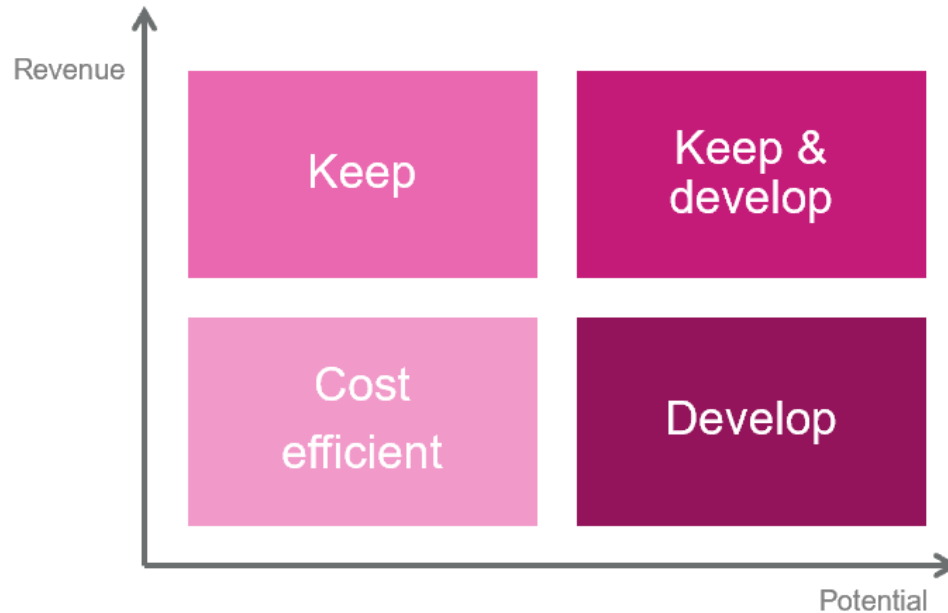 Revenue
Keep
Keep &
develop
Cost
efficient
Develop
Potential